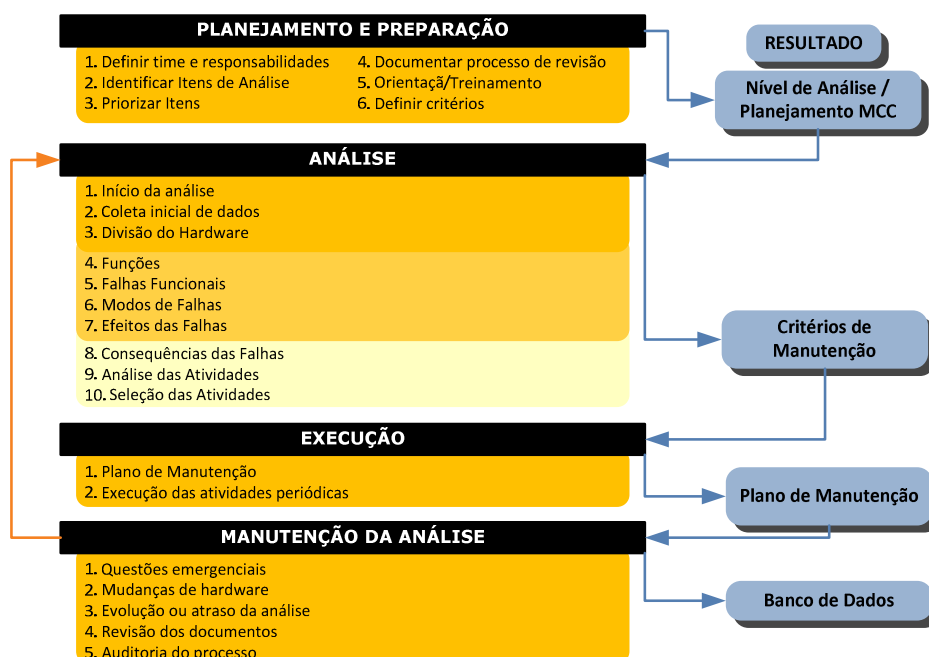 PLANEJAMENTO E PREPARAÇÃO
1. Definir time e responsabilidades
2. Identificar Itens de Análise
3. Priorizar Itens
4. Documentar processo de revisão
5. Orientaçã/Treinamento
6. Definir critérios
RESULTADO
Nível de Análise /
Planejamento MCC
ANÁLISE
1. Início da análise
2. Coleta inicial de dados
3. Divisão do Hardware
4. Funções
5. Falhas Funcionais
6. Modos de Falhas
7. Efeitos das Falhas
8. Consequências das Falhas
9. Análise das Atividades
10. Seleção das Atividades
Critérios de
Manutenção
EXECUÇÃO
1. Plano de Manutenção
2. Execução das atividades periódicas
Plano de Manutenção
MANUTENÇÃO DA ANÁLISE
1. Questões emergenciais
2. Mudanças de hardware
3. Evolução ou atraso da análise
4. Revisão dos documentos
5. Auditoria do processo
Banco de Dados